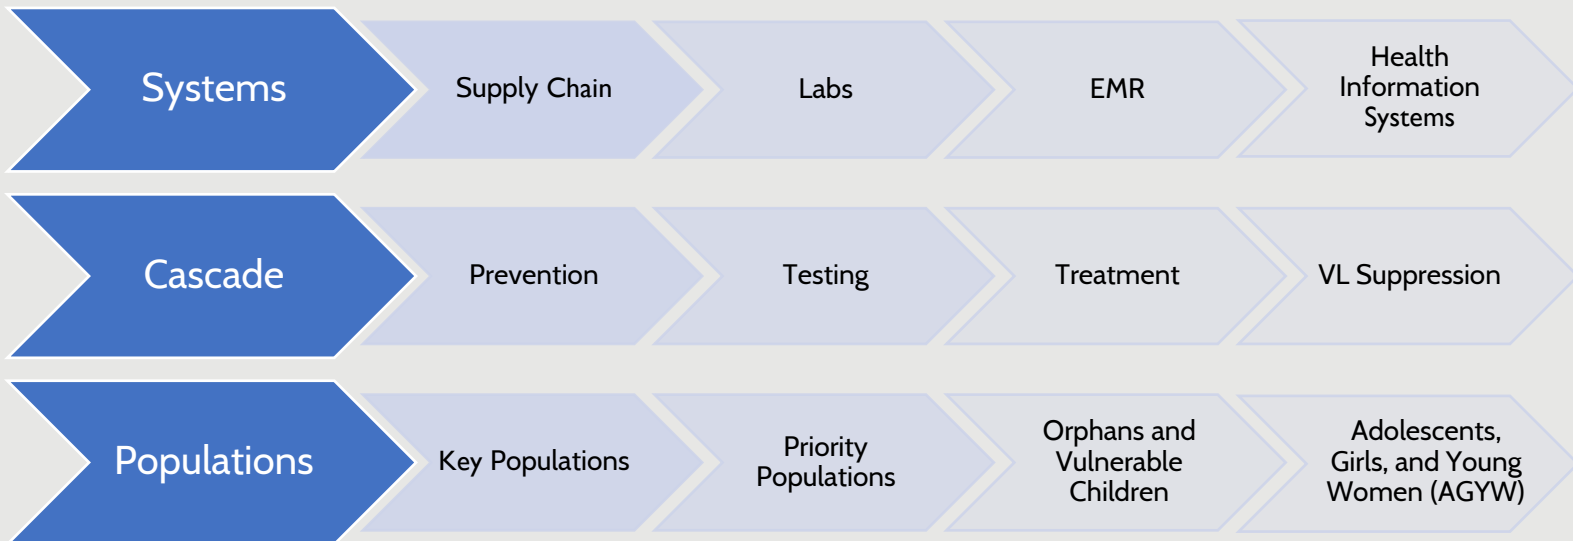 Systems
Supply Chain
Labs
EMR
Health
Information
Systems
Cascade
Prevention
Testing
Treatment
VL Suppression
Populations
Key Populations
Priority
Populations
Orphans and
Vulnerable
Children
Adolescents,
Girls, and Young
Women (AGYW)